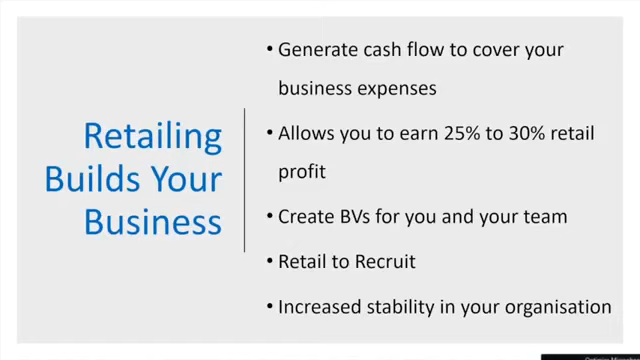 Retailing
Builds Your
Business
• Generate cash flow to cover your
business expenses
• Allows you to earn 25% to 30% retail
profit
• Create BVs for you and your team
• Retail to Recruit
• Increased stability in your organisation